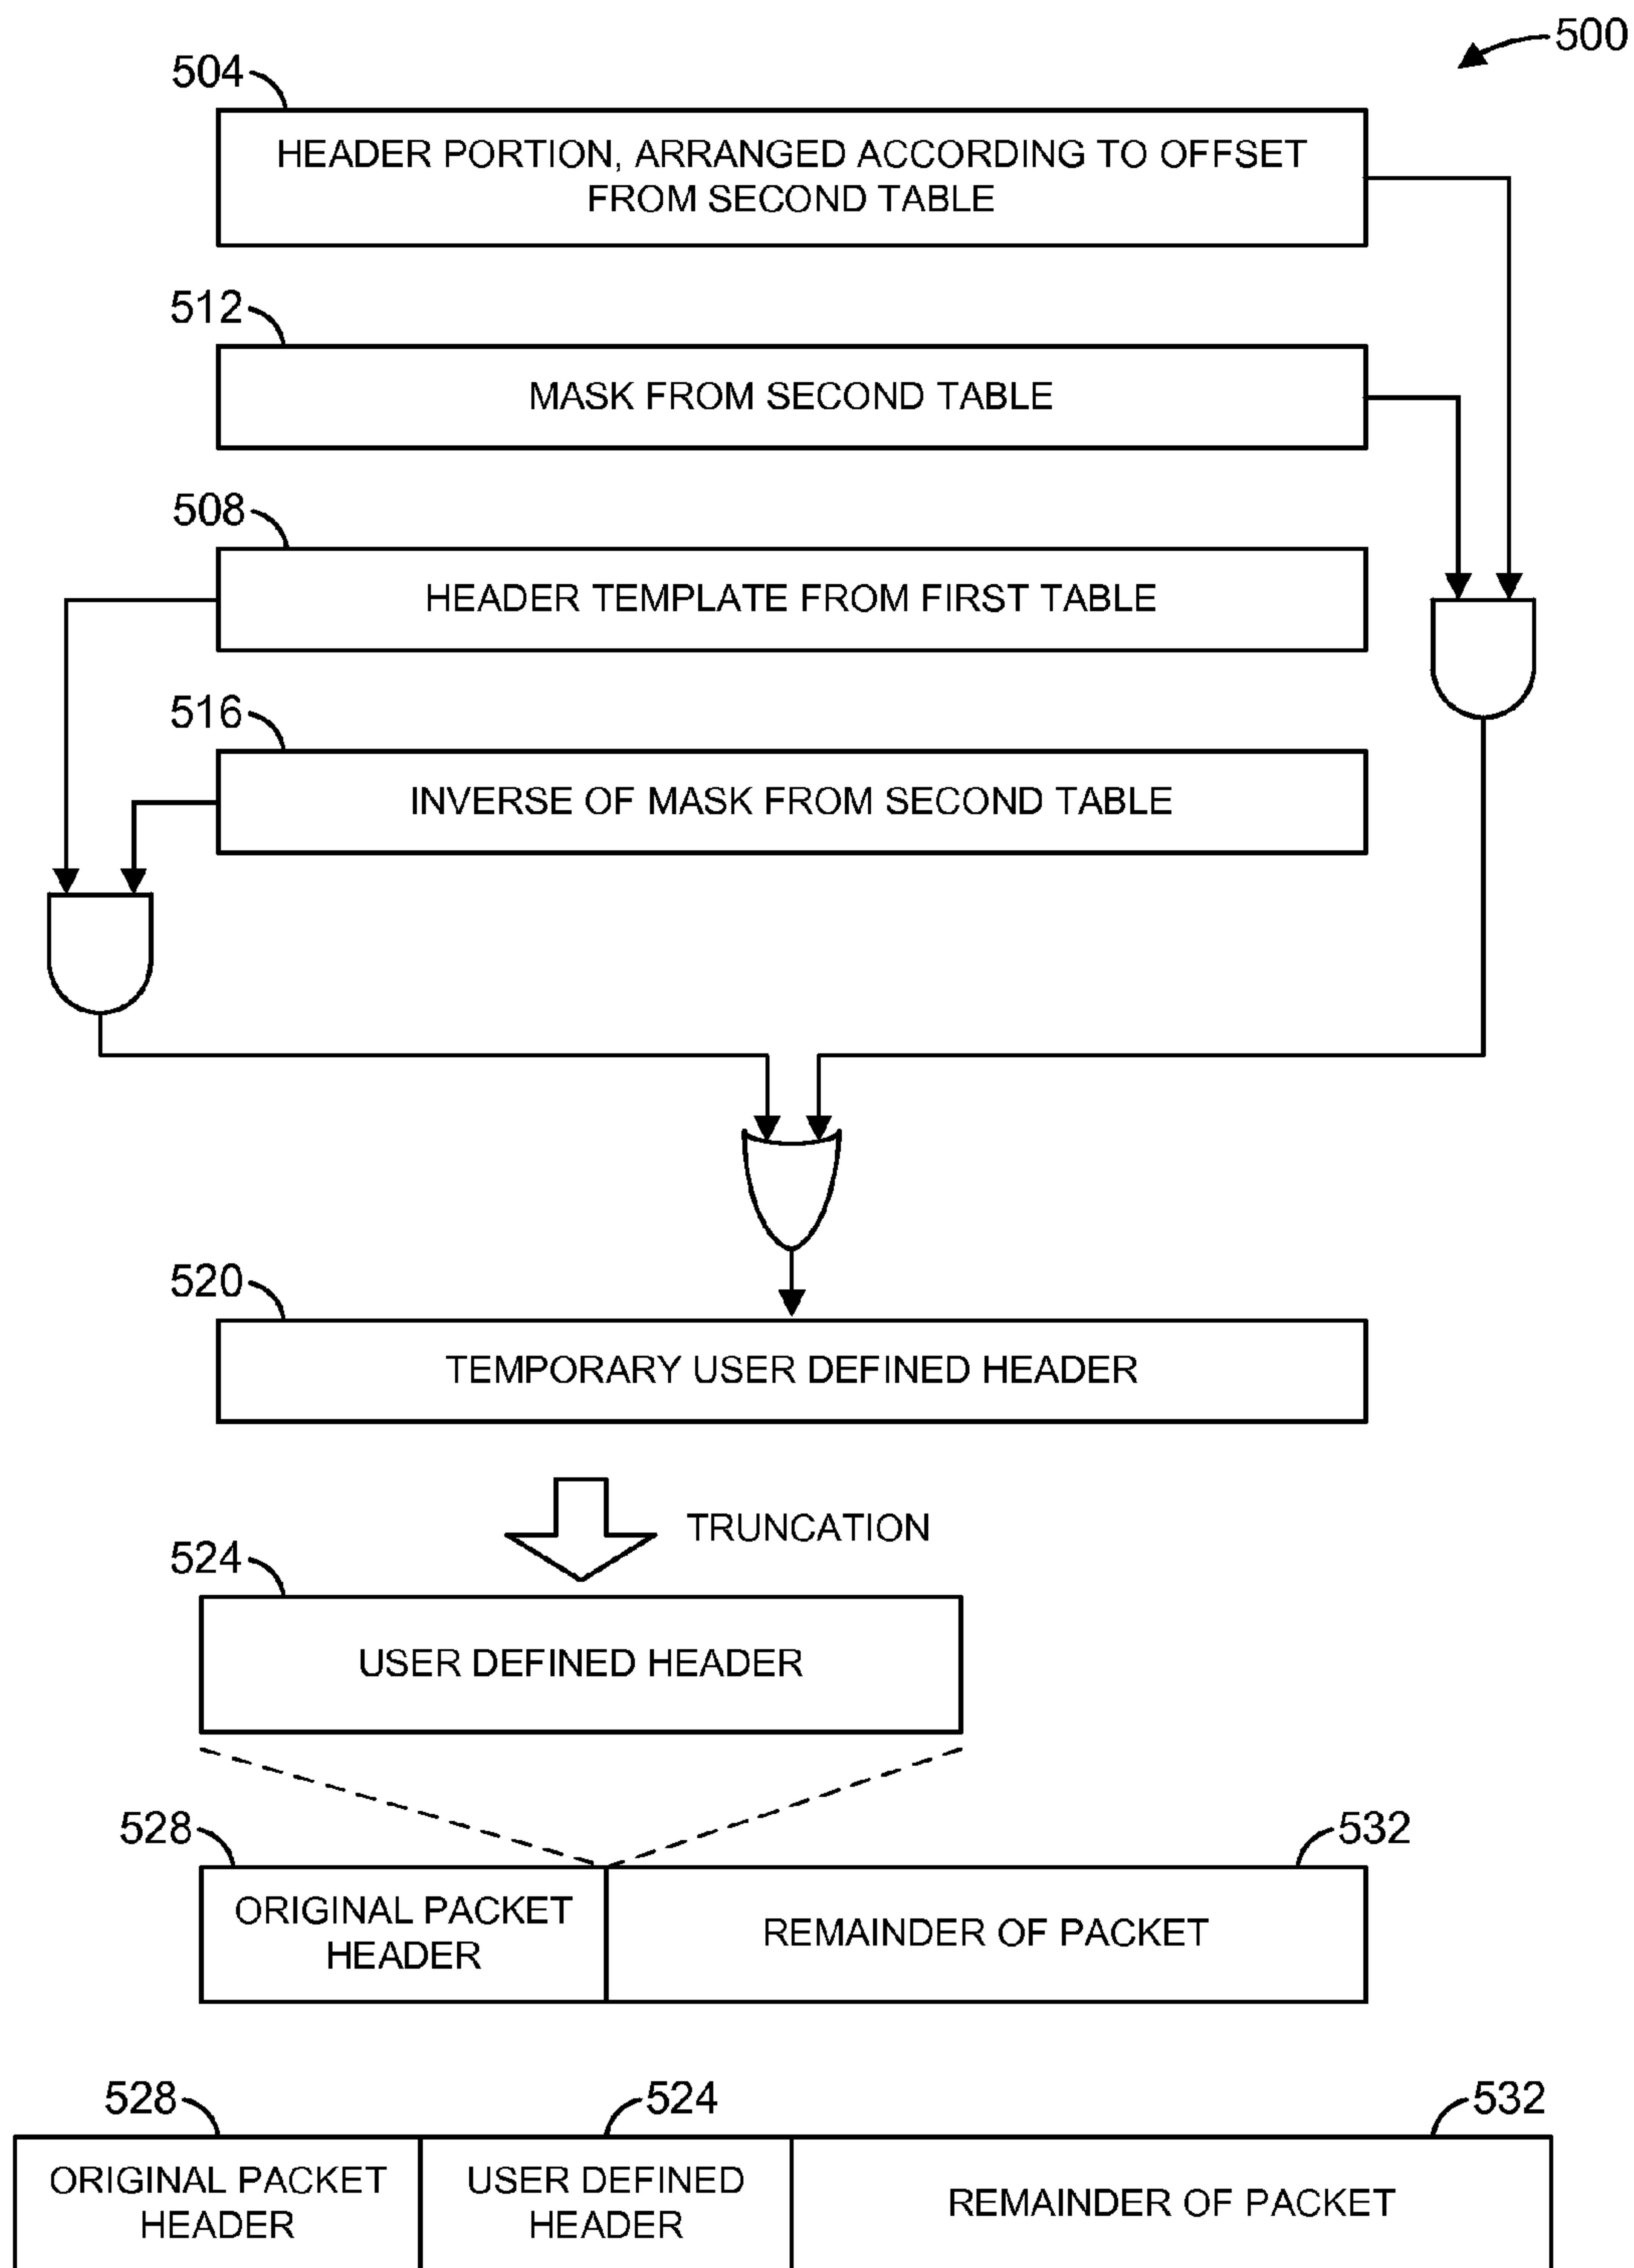 500
504
HEADER PORTION, ARRANGED ACCORDING TO OFFSET
FROM SECOND TABLE
512
MASK FROM SECOND TABLE
508
HEADER TEMPLATE FROM FIRST TABLE
516
INVERSE OF MASK FROM SECOND TABLE
520
TEMPORARY USER DEFINED HEADER
TRUNCATION
524
USER DEFINED HEADER
528
532
ORIGINAL PACKET
HEADER
REMAINDER OF PACKET
528
524
532
ORIGINAL PACKET
HEADER
USER DEFINED
HEADER
REMAINDER OF PACKET